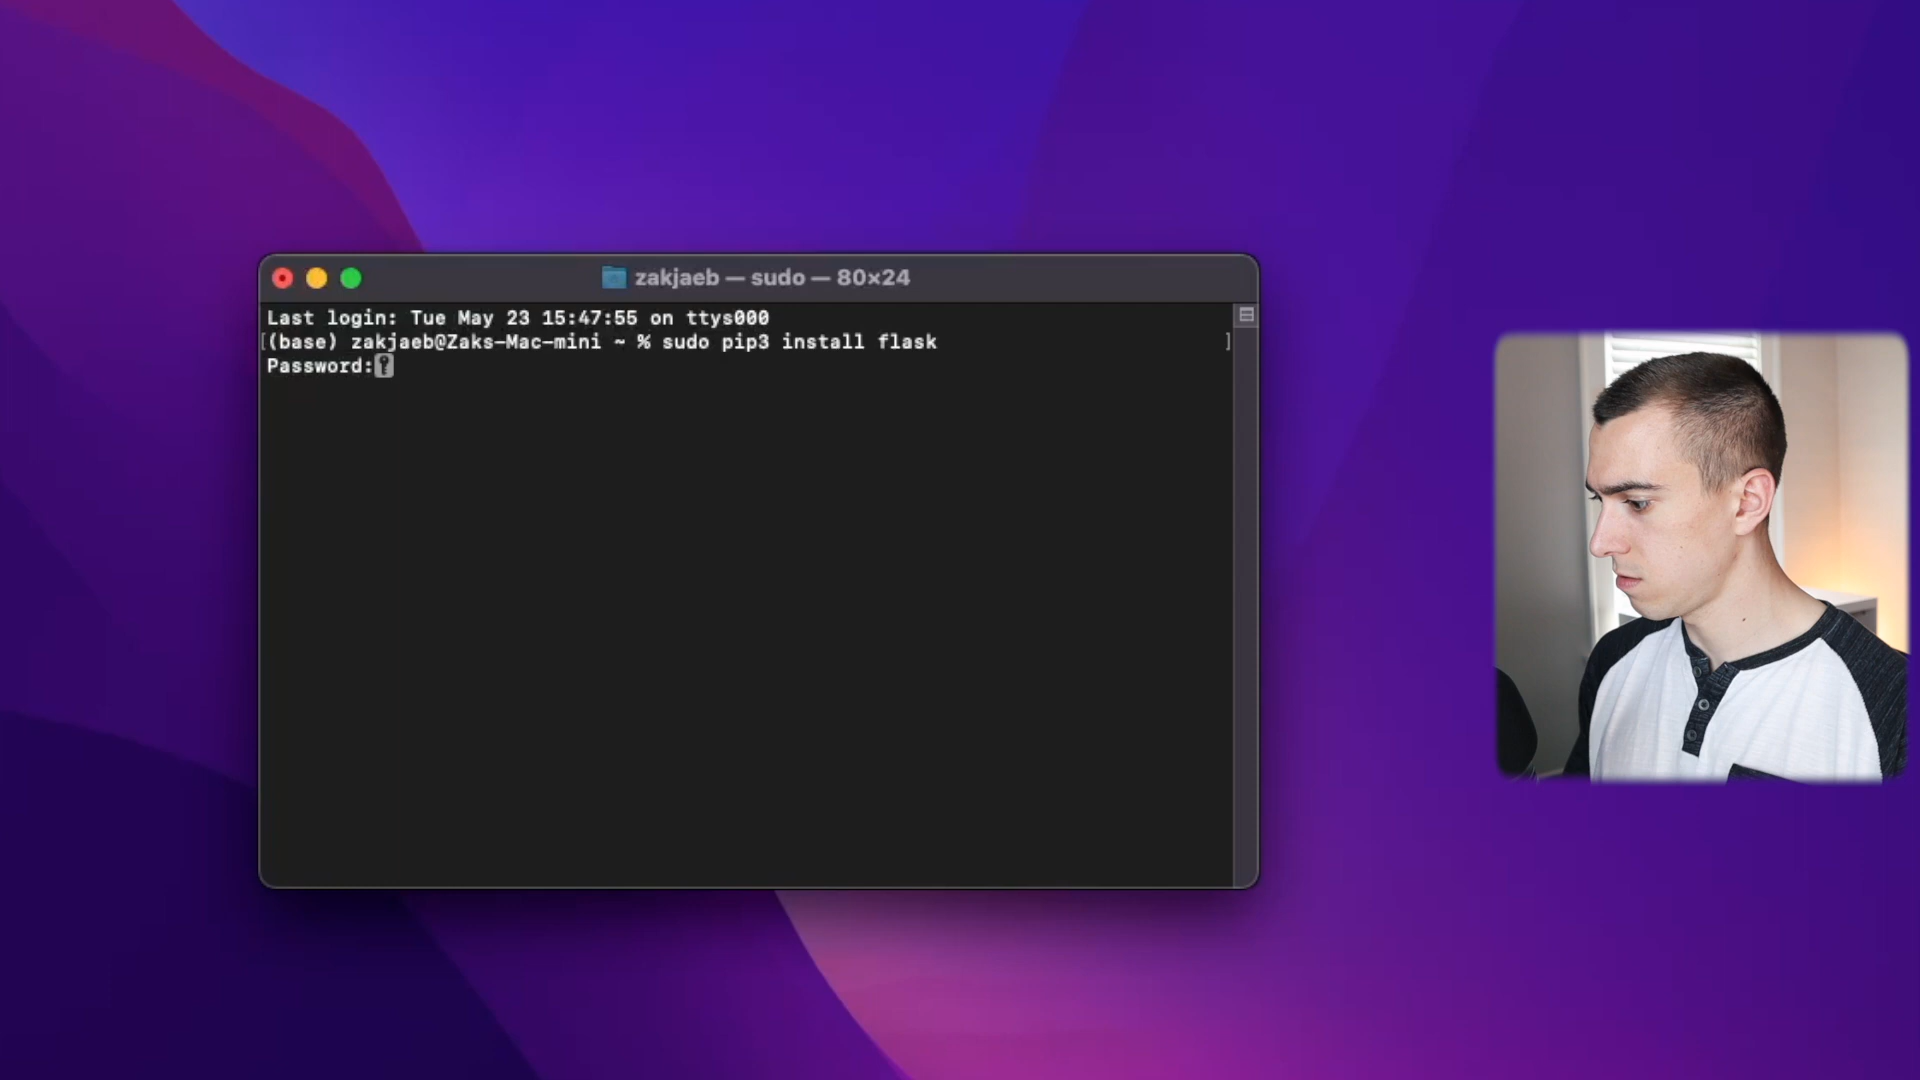 zakjaeb — sudo — 80×24
Last login: Tue May 23 15:47:55 on ttys000
[(base) zakjaeb@Zaks-Mac-mini ~ % sudo pip3 install flask ]
Password: